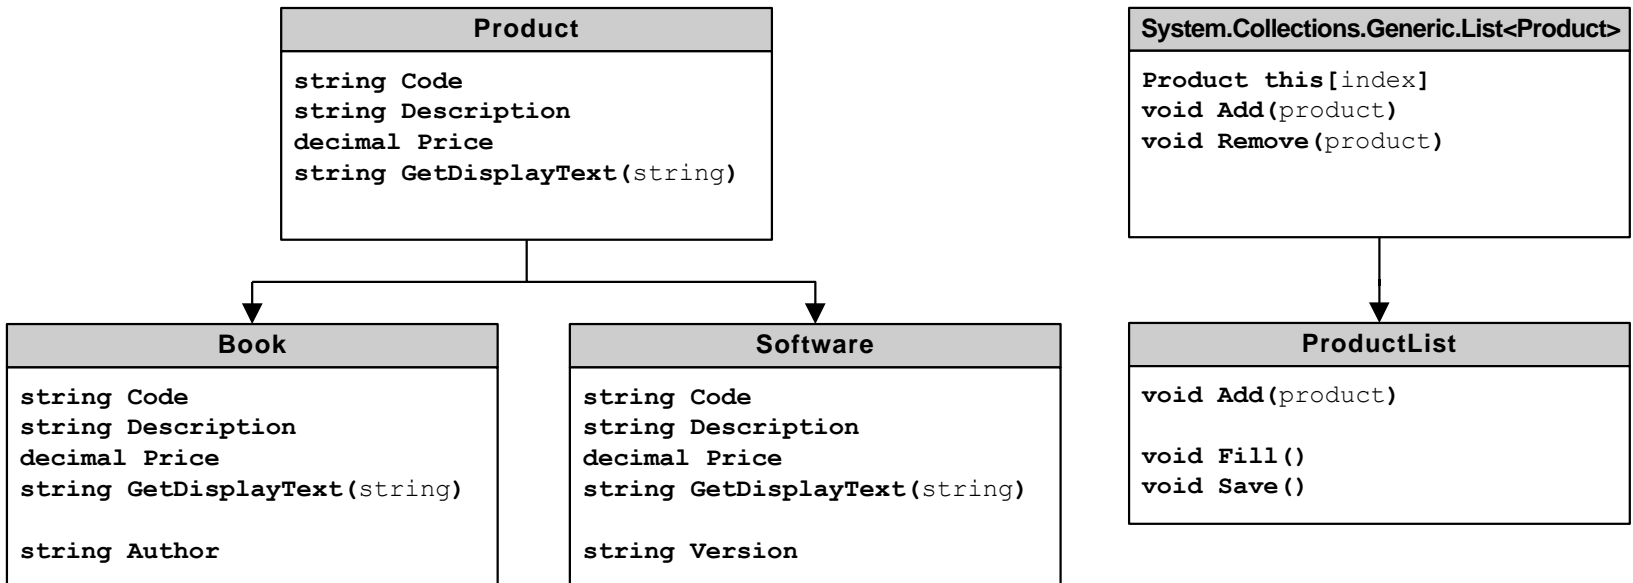 Product
string Code
string Description
decimal Price
string GetDisplayText(string)
System.Collections.Generic.List<Product>
Product this[index]
void Add(product)
void Remove(product)
Book
string Code
string Description
decimal Price
string GetDisplayText(string)
string Author
Software
string Code
string Description
decimal Price
string GetDisplayText(string)
string Version
ProductList
void Add(product)
void Fill()
void Save()